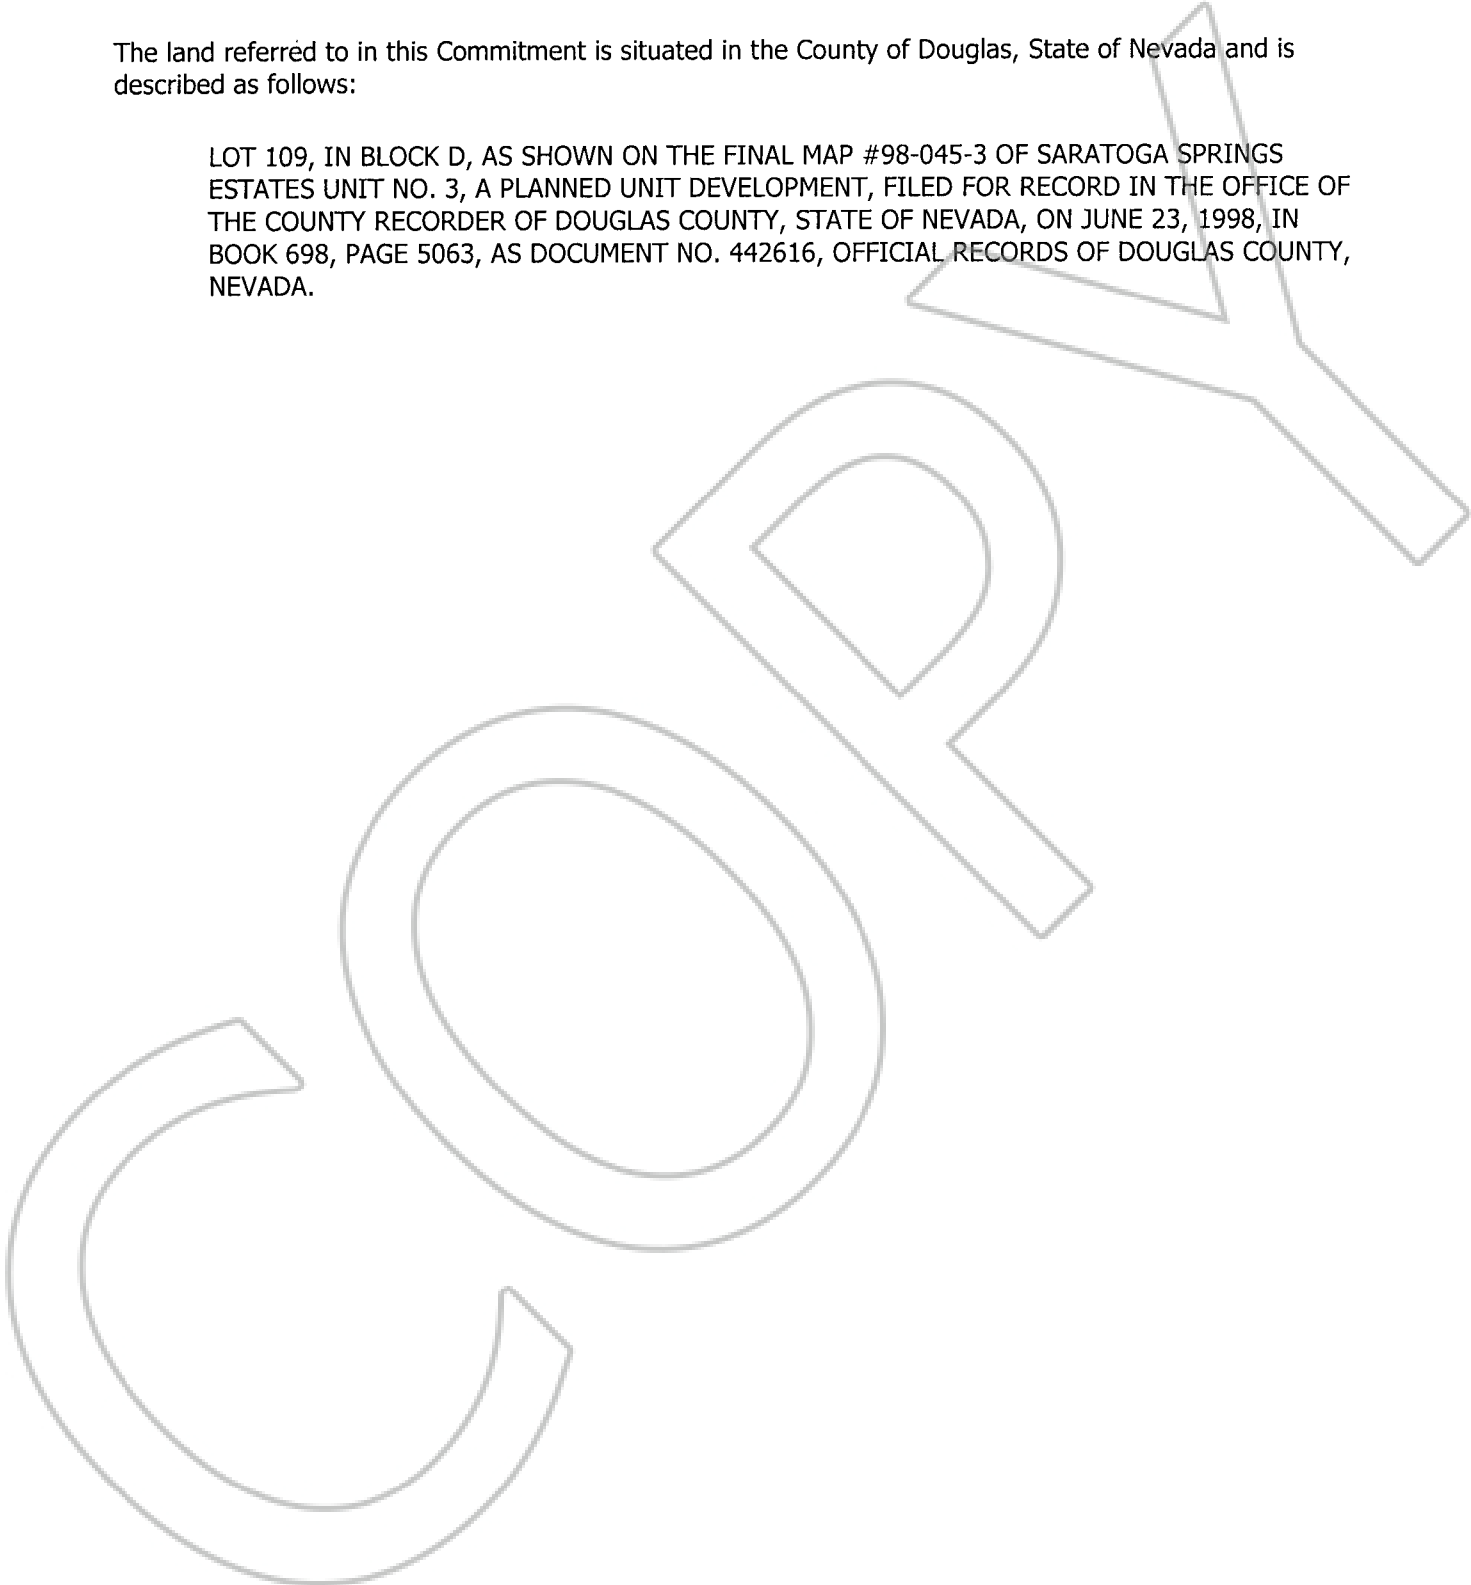 The land referred to in this Commitment is situated in the County of Douglas, State of Nevada and is
described as follows:
LOT 109, IN BLOCK D, AS SHOWN ON THE FINAL MAP #98-045-3 OF SARATOGA SPRINGS
ESTATES UNIT NO. 3, A PLANNED UNIT DEVELOPMENT, FILED FOR RECORD IN THE OFFICE OF
THE COUNTY RECORDER OF DOUGLAS COUNTY, STATE OF NEVADA, ON JUNE 23, 1998, IN
BOOK 698, PAGE 5063, AS DOCUMENT NO. 442616, OFFICIAL RECORDS OF DOUGLAS COUNTY,
NEVADA.
COPY